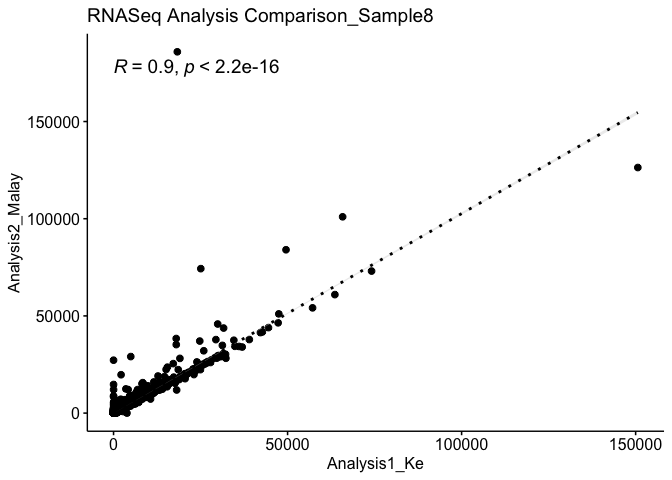 RNASeq Analysis Comparison_Sample8
R = 0.9, p < 2.2e-16
150000
100000
50000
0
Analysis2_Malay
0 50000 100000 150000
Analysis1_Ke